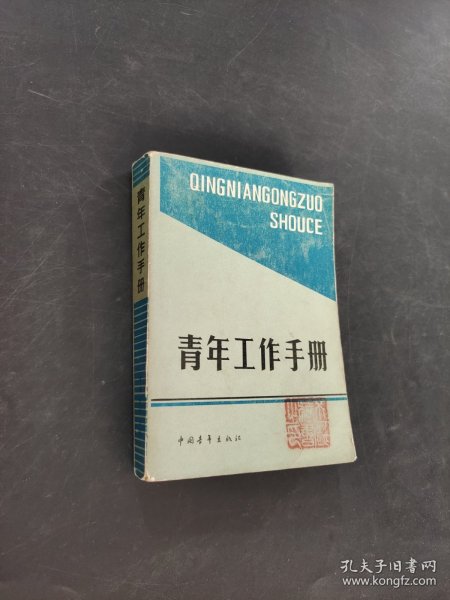 QINGNIANGONGZUO
SHOUCE
青年工作手册
青年工作手册
中国青年出版社
孔夫子旧书网
www.kongfz.com